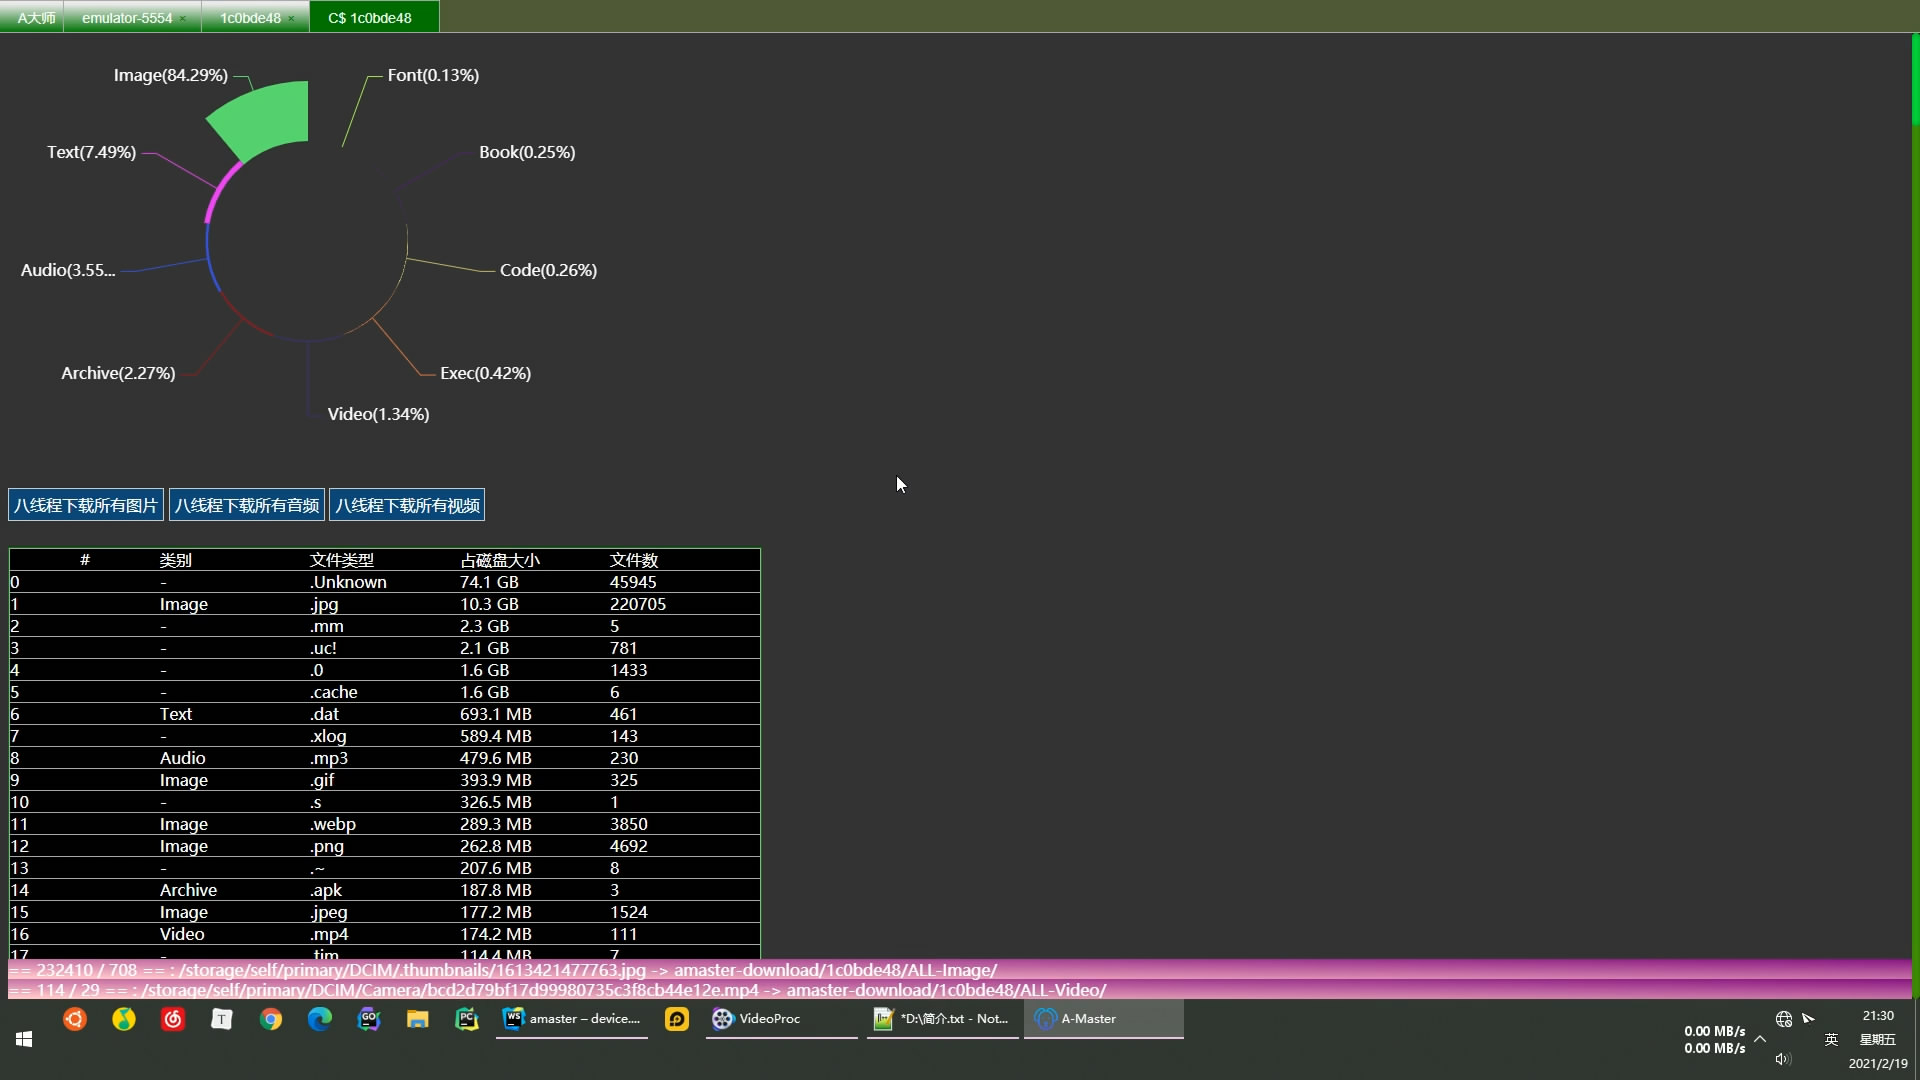 A大师 emulator-5554 × 1c0bde48 × C$ 1c0bde48
Image(84.29%) Font(0.13%)
Text(7.49%) Book(0.25%)
Audio(3.55... Code(0.26%)
Archive(2.27%) Exec(0.42%)
Video(1.34%)
八线程下载所有图片 八线程下载所有音频 八线程下载所有视频
# 类别 文件类型 占磁盘大小 文件数
0 - .Unknown 74.1 GB 45945
1 Image .jpg 10.3 GB 220705
2 - .mm 2.3 GB 5
3 - .uc! 2.1 GB 781
4 - .0 1.6 GB 1433
5 - .cache 1.6 GB 6
6 Text .dat 693.1 MB 461
7 - .xlog 589.4 MB 143
8 Audio .mp3 479.6 MB 230
9 Image .gif 393.9 MB 325
10 - .s 326.5 MB 1
11 Image .webp 289.3 MB 3850
12 Image .png 262.8 MB 4692
13 - .~ 207.6 MB 8
14 Archive .apk 187.8 MB 3
15 Image .jpeg 177.2 MB 1524
16 Video .mp4 174.2 MB 111
17 - .tim 114.4 MB 7
== 232410 / 708 == : /storage/self/primary/DCIM/.thumbnails/1613421477763.jpg -> amaster-download/1c0bde48/ALL-Image/
== 114 / 29 == : /storage/self/primary/DCIM/Camera/bcd2d79bf17d99980735c3f8cb44e12e.mp4 -> amaster-download/1c0bde48/ALL-Video/
T GO PC WS amaster – device.... VideoProc *D:\简介.txt - Not... A-Master
0.00 MB/s
0.00 MB/s
英
21:30
星期五
2021/2/19